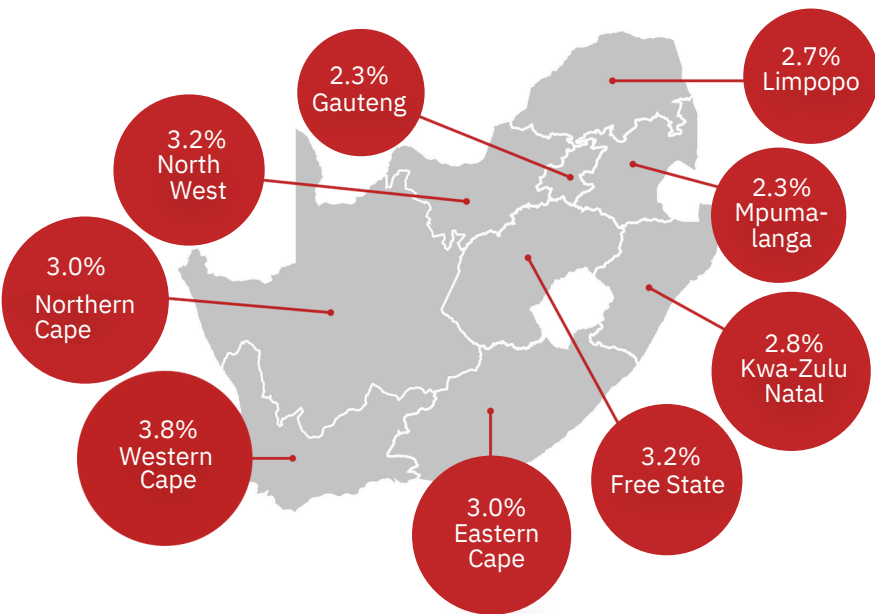 2.3%
Gauteng
2.7%
Limpopo
3.2%
North
West
2.3%
Mpuma-
langa
3.0%
Northern
Cape
2.8%
Kwa-Zulu
Natal
3.8%
Western
Cape
3.2%
Free State
3.0%
Eastern
Cape